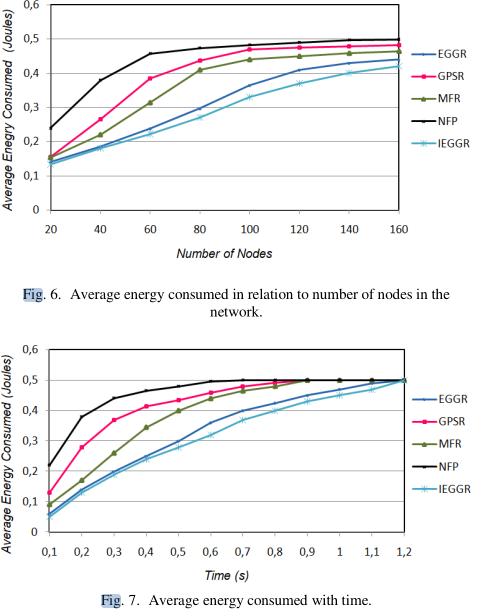 0,6
0,5
0,4
0,3
0,2
0,1
0
Average Enegry Consumed (Joules)
20 40 60 80 100 120 140 160
Number of Nodes
EGGR
GPSR
MFR
NFP
IEGGR
Fig. 6. Average energy consumed in relation to number of nodes in the
network.
0,6
0,5
0,4
0,3
0,2
0,1
0
Average Energy Consumed (Joules)
0,1 0,2 0,3 0,4 0,5 0,6 0,7 0,8 0,9 1 1,1 1,2
Time (s)
EGGR
GPSR
MFR
NFP
IEGGR
Fig. 7. Average energy consumed with time.